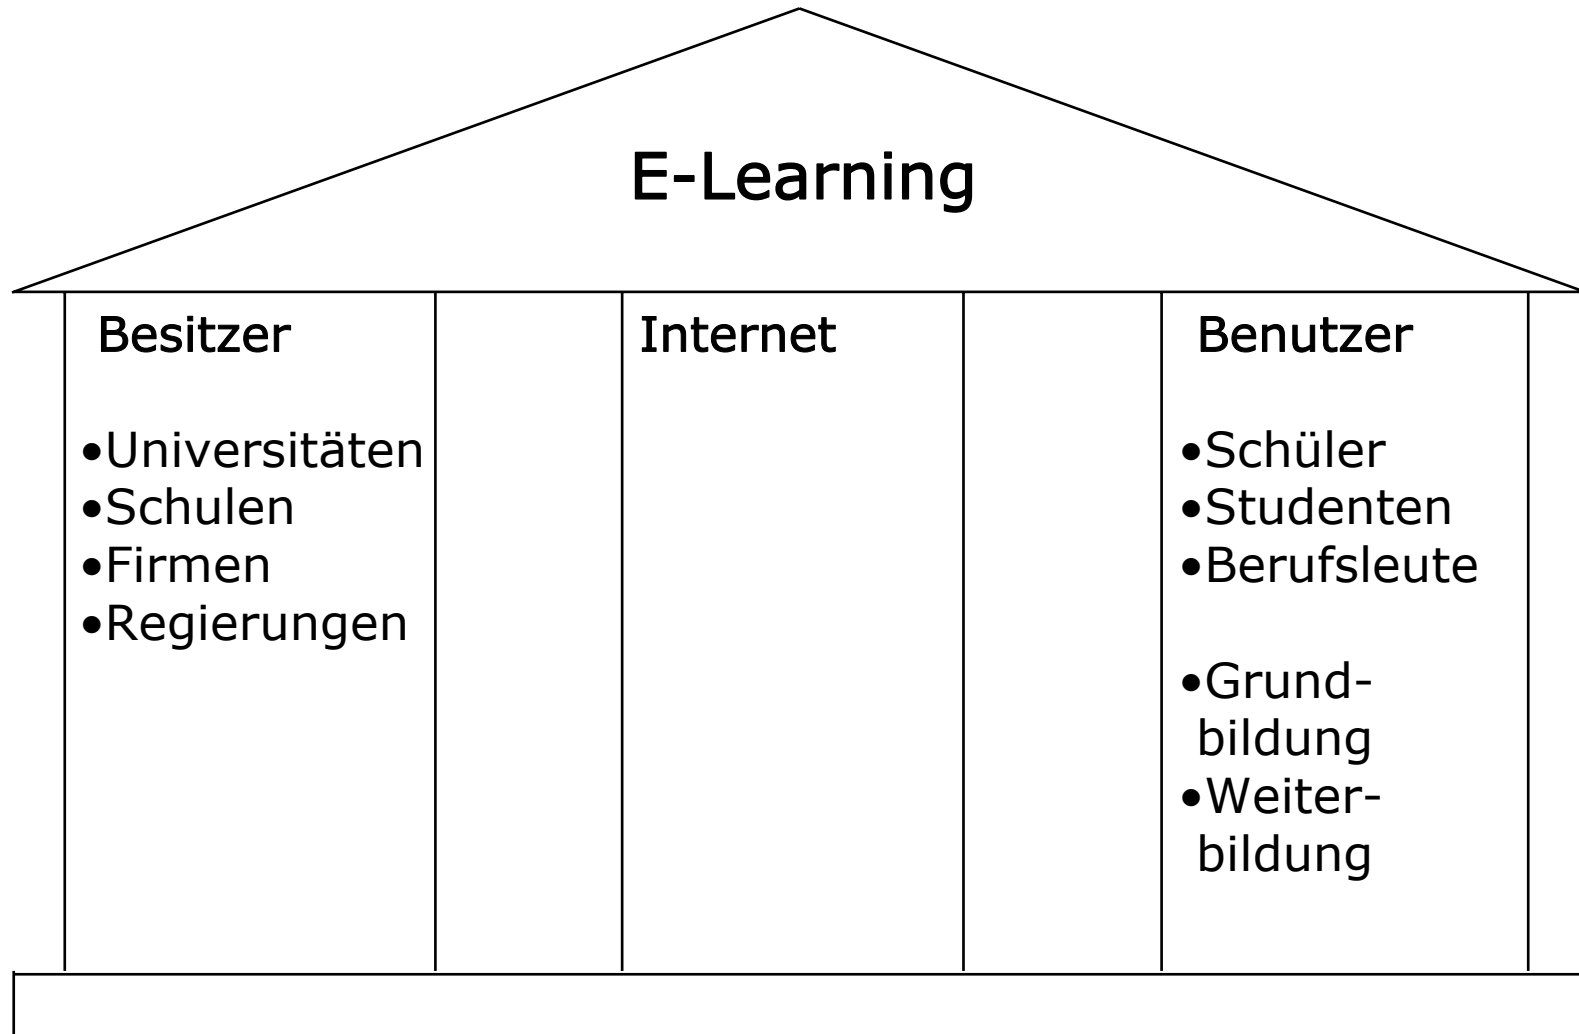 E-Learning
Besitzer
•Universitäten
•Schulen
•Firmen
•Regierungen
Internet
Benutzer
•Schüler
•Studenten
•Berufsleute
•Grund-
bildung
•Weiter-
bildung